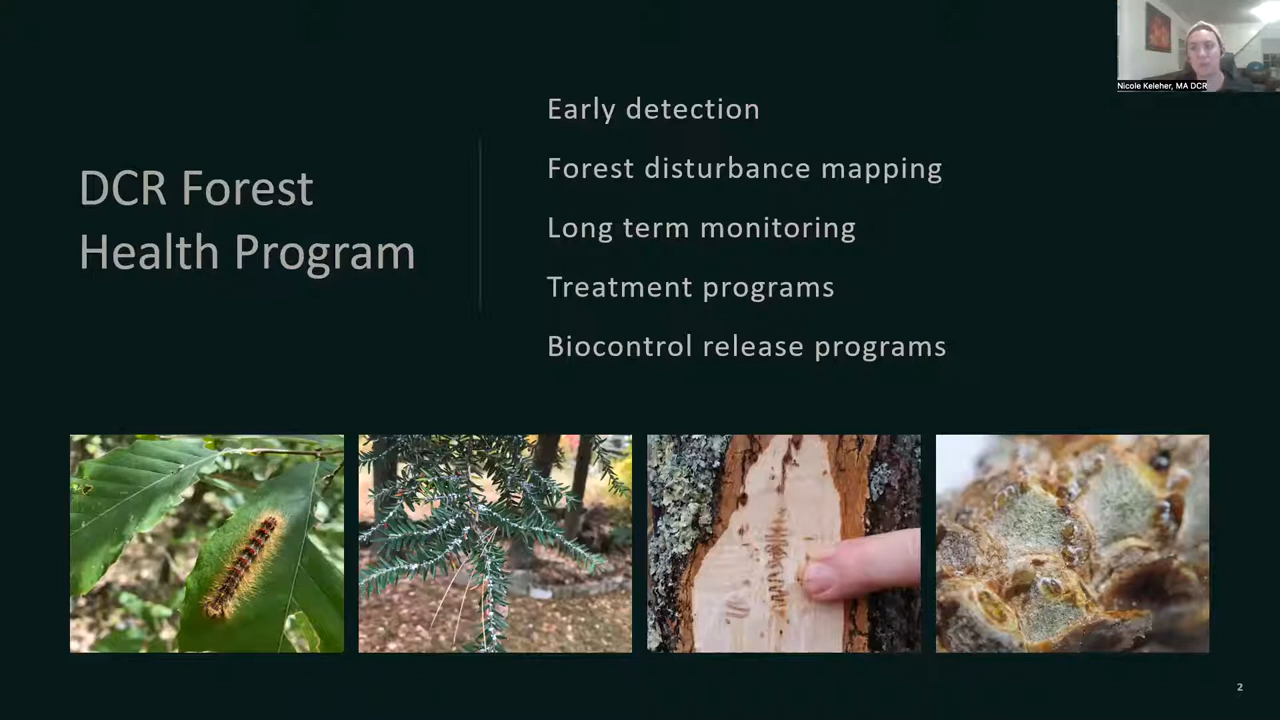 Nicole Keleher, MA DCR
DCR Forest
Health Program
Early detection
Forest disturbance mapping
Long term monitoring
Treatment programs
Biocontrol release programs
2